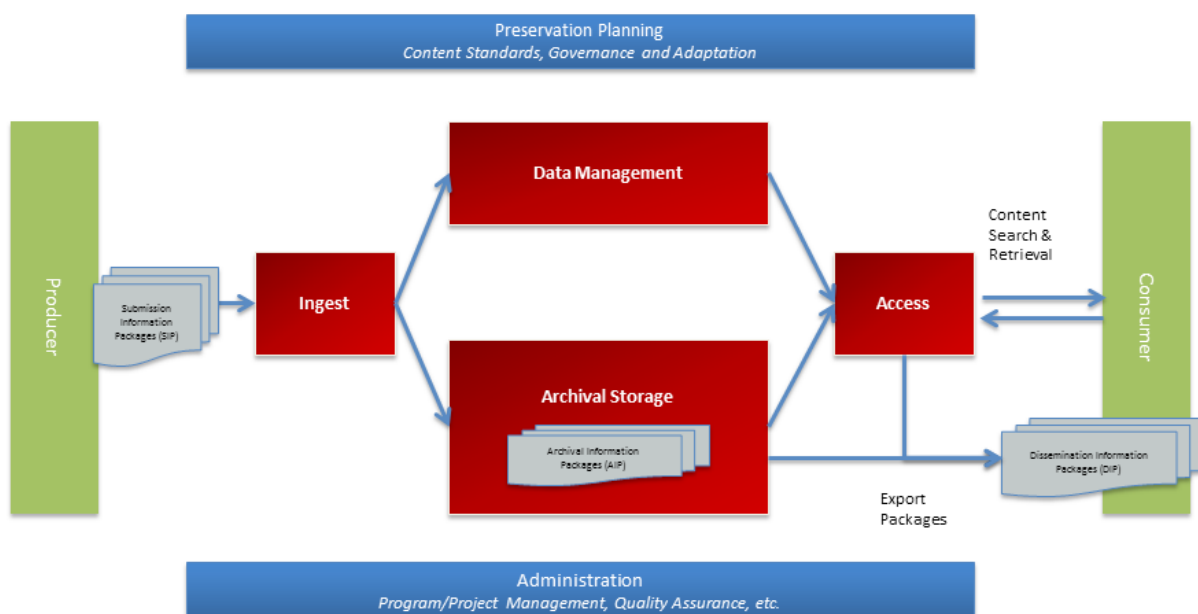 Preservation Planning
Content Standards, Governance and Adaptation
Producer
Submission
Information
Packages (SIP)
Ingest
Data Management
Archival Storage
Archival Information
Packages (AIP)
Access
Content
Search &
Retrieval
Consumer
Dissemination Information
Packages (DIP)
Export
Packages
Administration
Program/Project Management, Quality Assurance, etc.